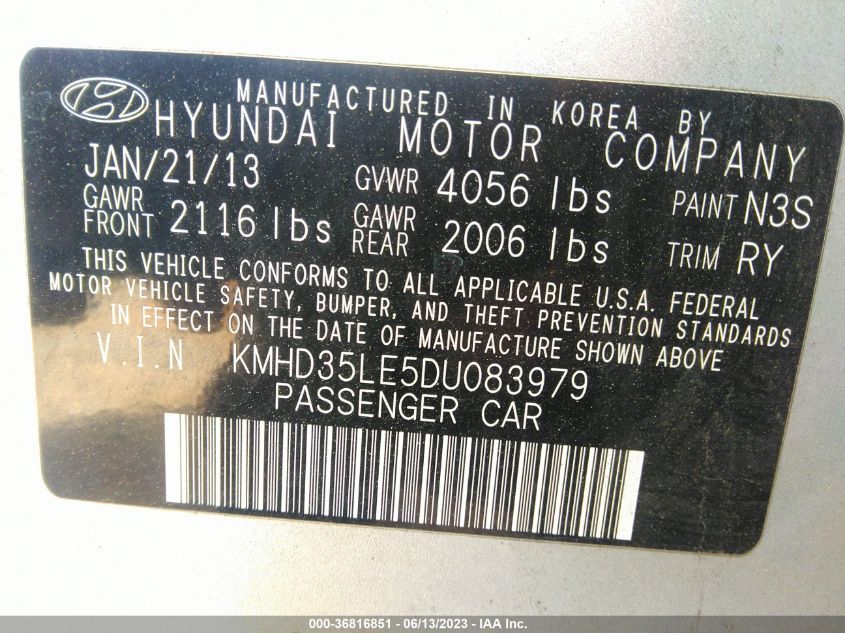 MANUFACTURED IN KOREA BY
HYUNDAI MOTOR COMPANY
JAN/21/13 GVWR 4056 lbs PAINT N3S
GAWR FRONT 2116 lbs GAWR REAR 2006 lbs TRIM RY
THIS VEHICLE CONFORMS TO ALL APPLICABLE U.S.A. FEDERAL
MOTOR VEHICLE SAFETY, BUMPER, AND THEFT PREVENTION STANDARDS
IN EFFECT ON THE DATE OF MANUFACTURE SHOWN ABOVE
V.I.N KMHD35LE5DU083979
PASSENGER CAR
000-36816851 - 06/13/2023 - IAA Inc.